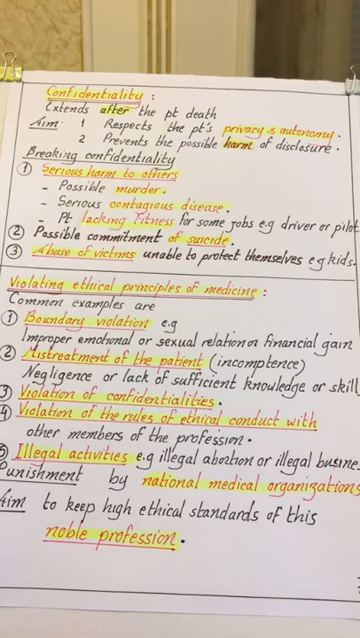 Confidentiality :
Extends after the pt death
Aim: 1 Respects the pt's privacy & autonomy.
2 Prevents the possible harm of disclosure.
Breaking confidentiality
① Serious harm to others
- Possible murder.
- Serious contagious disease.
- Pt lacking Fitness for some jobs e.g driver or pilot
② Possible commitment of suicide.
③ Abuse of victims unable to protect themselves e.g kids.
Violating ethical principles of medicine :
Common examples are
① Boundary violation e.g
Improper emotional or sexual relation or financial gain
② Mistreatment of the patient (incomptence)
Negligence or lack of sufficient knowledge or skill
③ Violation of confidentialities.
④ Violation of the rules of ethical conduct with
other members of the profession.
⑤ Illegal activities e.g illegal abortion or illegal busine
Punishment by national medical organizations
Aim to keep high ethical standards of this
noble profession.